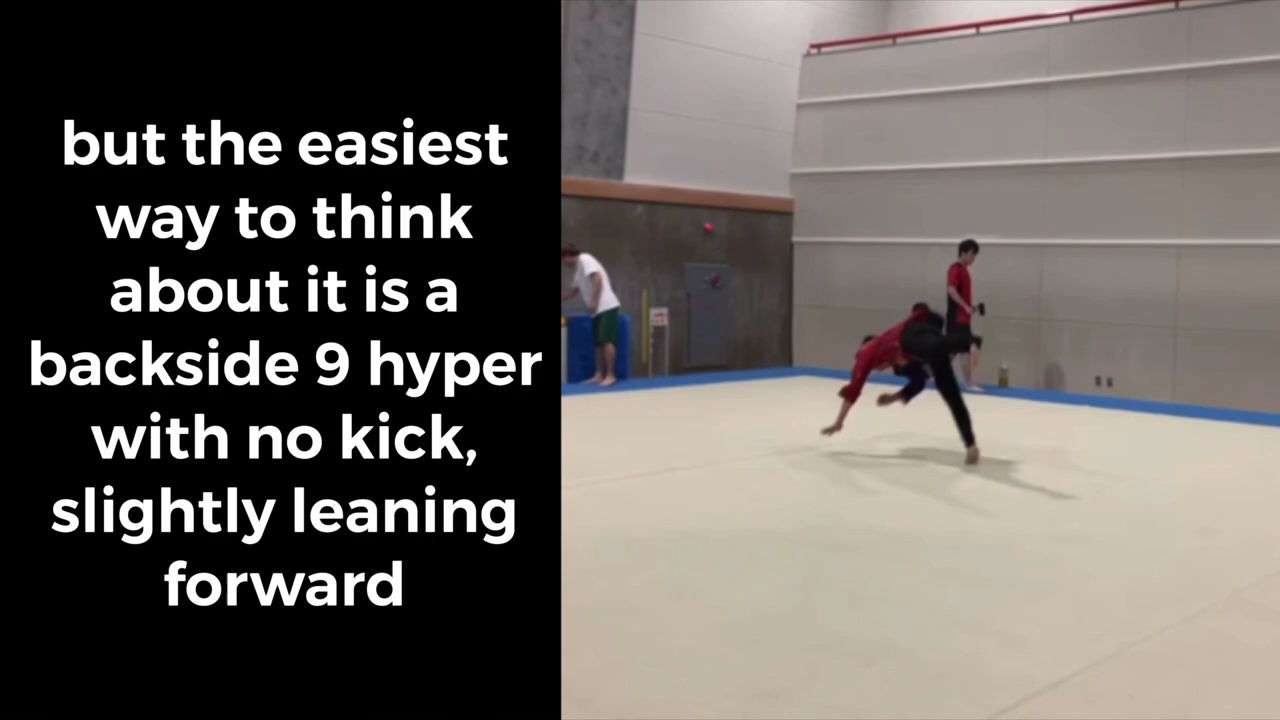 but the easiest
way to think
about it is a
backside 9 hyper
with no kick,
slightly leaning
forward